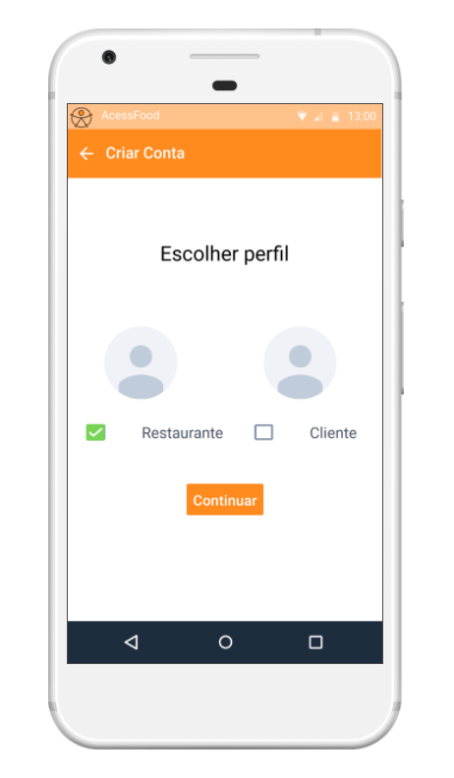 AcessFood 13:00
Criar Conta
Escolher perfil
Restaurante Cliente
Continuar